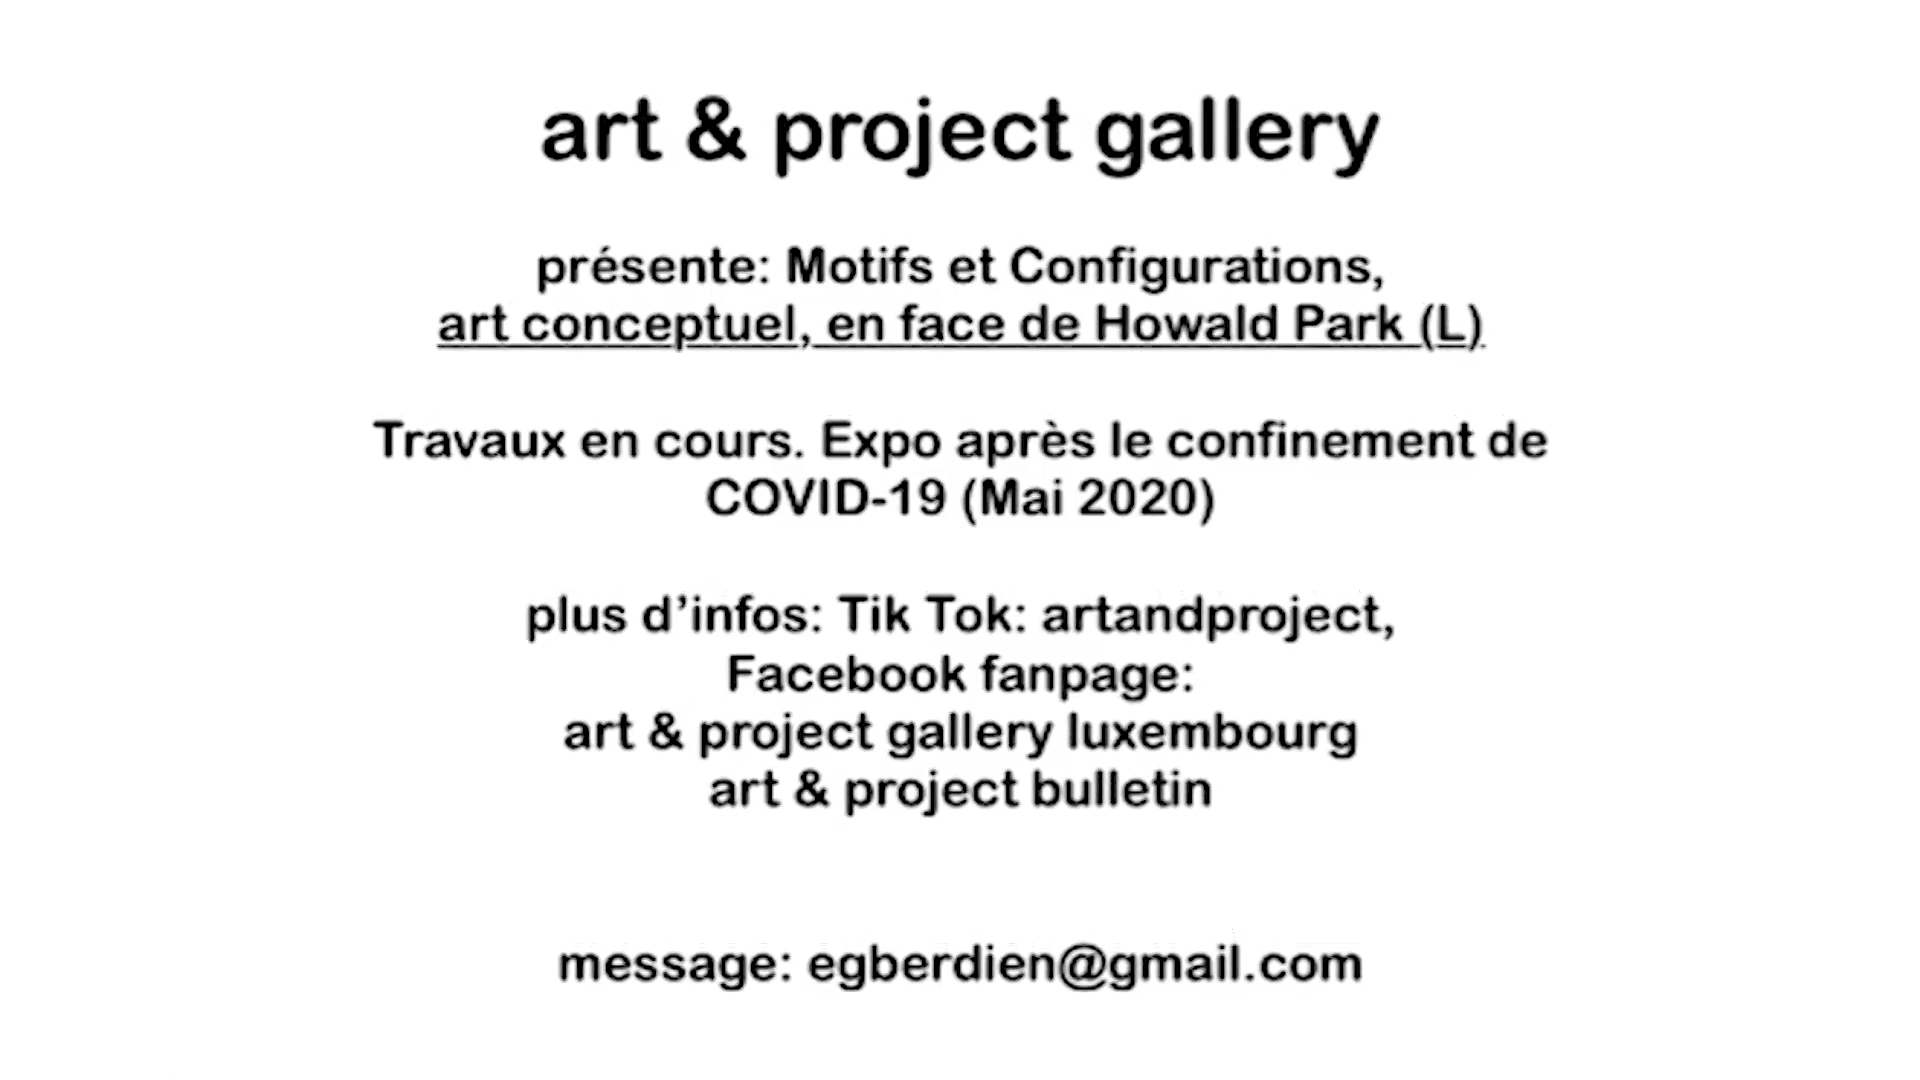 art & project gallery
présente: Motifs et Configurations,
art conceptuel, en face de Howald Park (L)
Travaux en cours. Expo après le confinement de
COVID-19 (Mai 2020)
plus d’infos: Tik Tok: artandproject,
Facebook fanpage:
art & project gallery luxembourg
art & project bulletin
message: egberdien@gmail.com